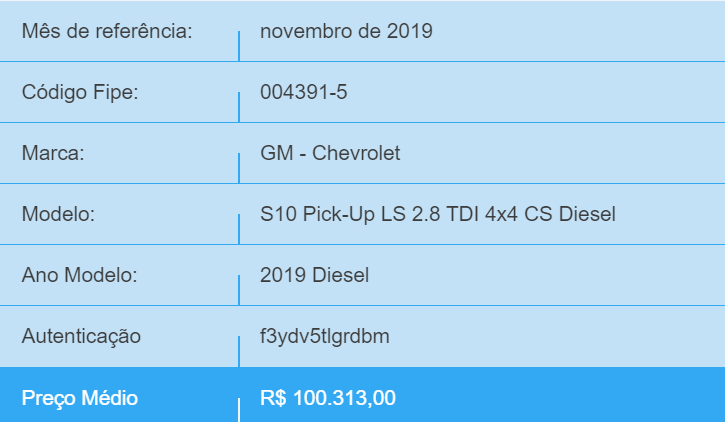 Mês de referência: novembro de 2019
Código Fipe: 004391-5
Marca: GM - Chevrolet
Modelo: S10 Pick-Up LS 2.8 TDI 4x4 CS Diesel
Ano Modelo: 2019 Diesel
Autenticação f3ydv5tlgrdbm
Preço Médio R$ 100.313,00